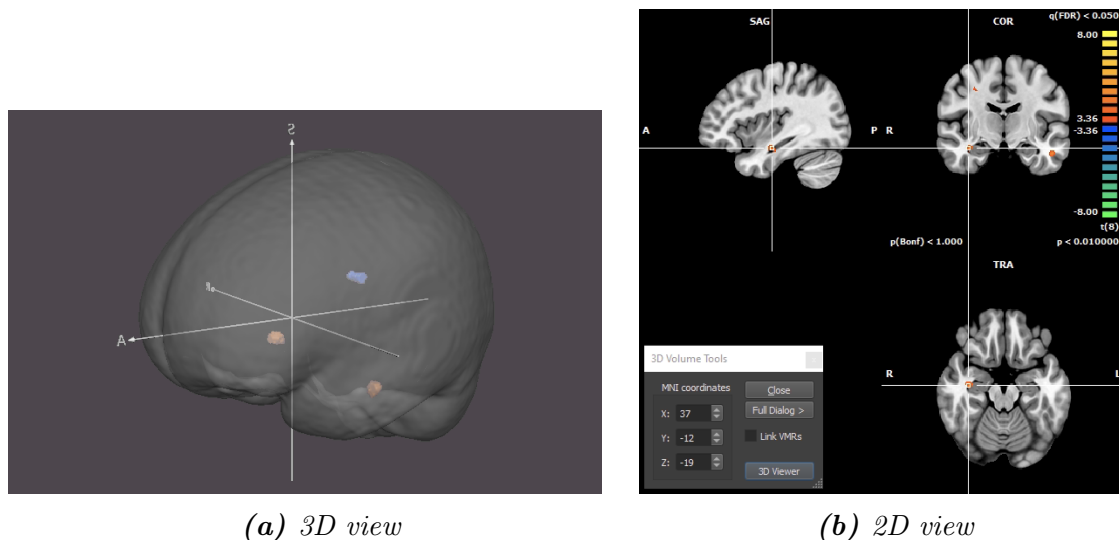 S
A
R
SAG
COR
q(FDR) < 0.050
8.00
3.36
-3.36
-8.00
t(8)
A
P
R
p(Bonf) < 1.000
p < 0.010000
TRA
R
L
3D Volume Tools
MNI coordinates
X: 37
Y: -12
Z: -19
Close
Full Dialog >
Link VMRs
3D Viewer
(a) 3D view
(b) 2D view